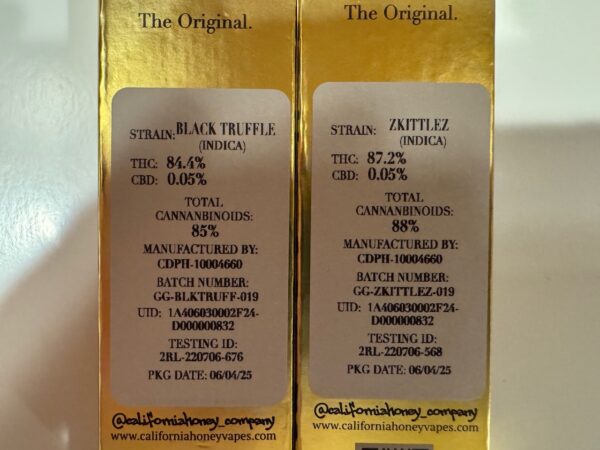 The Original.
STRAIN: BLACK TRUFFLE
(INDICA)
THC: 84.4%
CBD: 0.05%
TOTAL
CANNANBINOIDS:
85%
MANUFACTURED BY:
CDPH-10004660
BATCH NUMBER:
GG-BLKTRUFF-019
UID: 1A406030002F24-
D000000832
TESTING ID:
2RL-220706-676
PKG DATE: 06/04/25
@californiahoney_company
www.californiahoneyvapes.com
The Original.
STRAIN: ZKITTLEZ
(INDICA)
THC: 87.2%
CBD: 0.05%
TOTAL
CANNANBINOIDS:
88%
MANUFACTURED BY:
CDPH-10004660
BATCH NUMBER:
GG-ZKITTLEZ-019
UID: 1A406030002F24-
D000000832
TESTING ID:
2RL-220706-568
PKG DATE: 06/04/25
@californiahoney_company
www.californiahoneyvapes.com